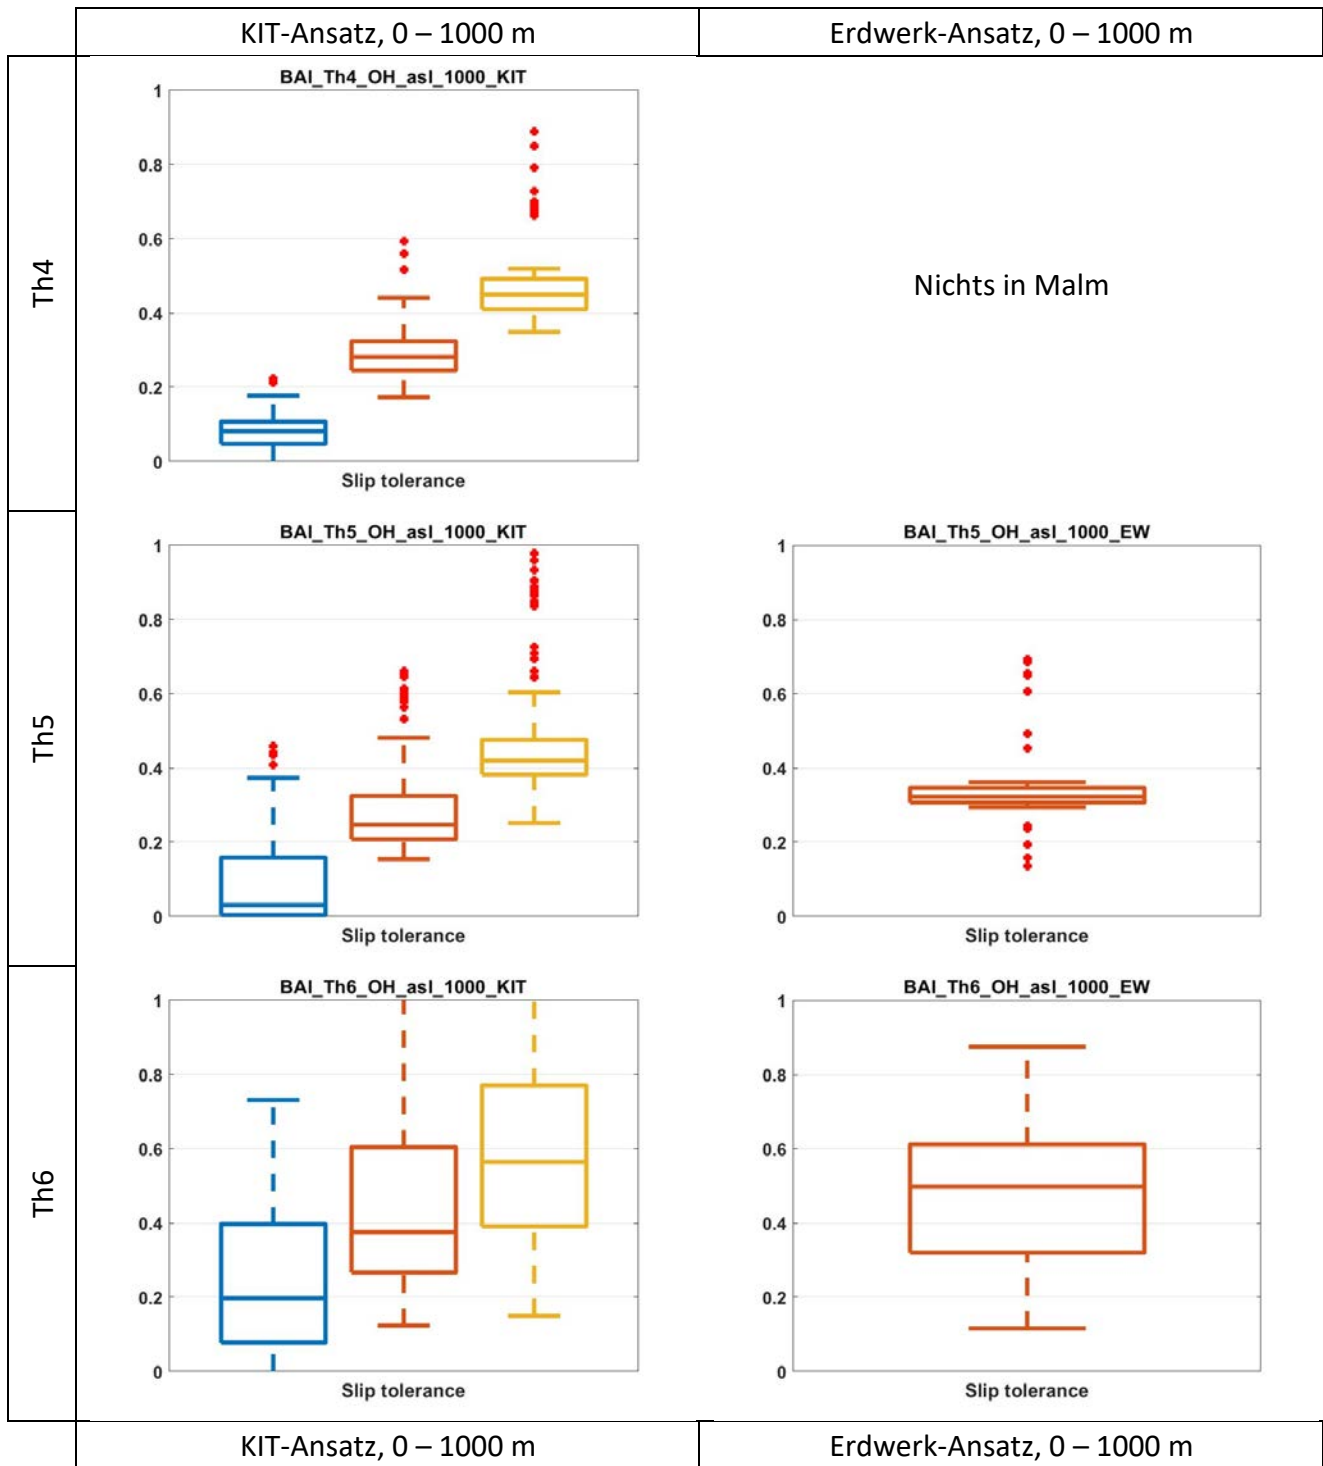 KIT-Ansatz, 0 – 1000 m
Erdwerk-Ansatz, 0 – 1000 m
Th4
BAI_Th4_OH_asl_1000_KIT
1
0.8
0.6
0.4
0.2
0
Slip tolerance
Nichts in Malm
Th5
BAI_Th5_OH_asl_1000_KIT
1
0.8
0.6
0.4
0.2
0
Slip tolerance
BAI_Th5_OH_asl_1000_EW
1
0.8
0.6
0.4
0.2
0
Slip tolerance
Th6
BAI_Th6_OH_asl_1000_KIT
1
0.8
0.6
0.4
0.2
0
Slip tolerance
BAI_Th6_OH_asl_1000_EW
1
0.8
0.6
0.4
0.2
0
Slip tolerance
KIT-Ansatz, 0 – 1000 m
Erdwerk-Ansatz, 0 – 1000 m